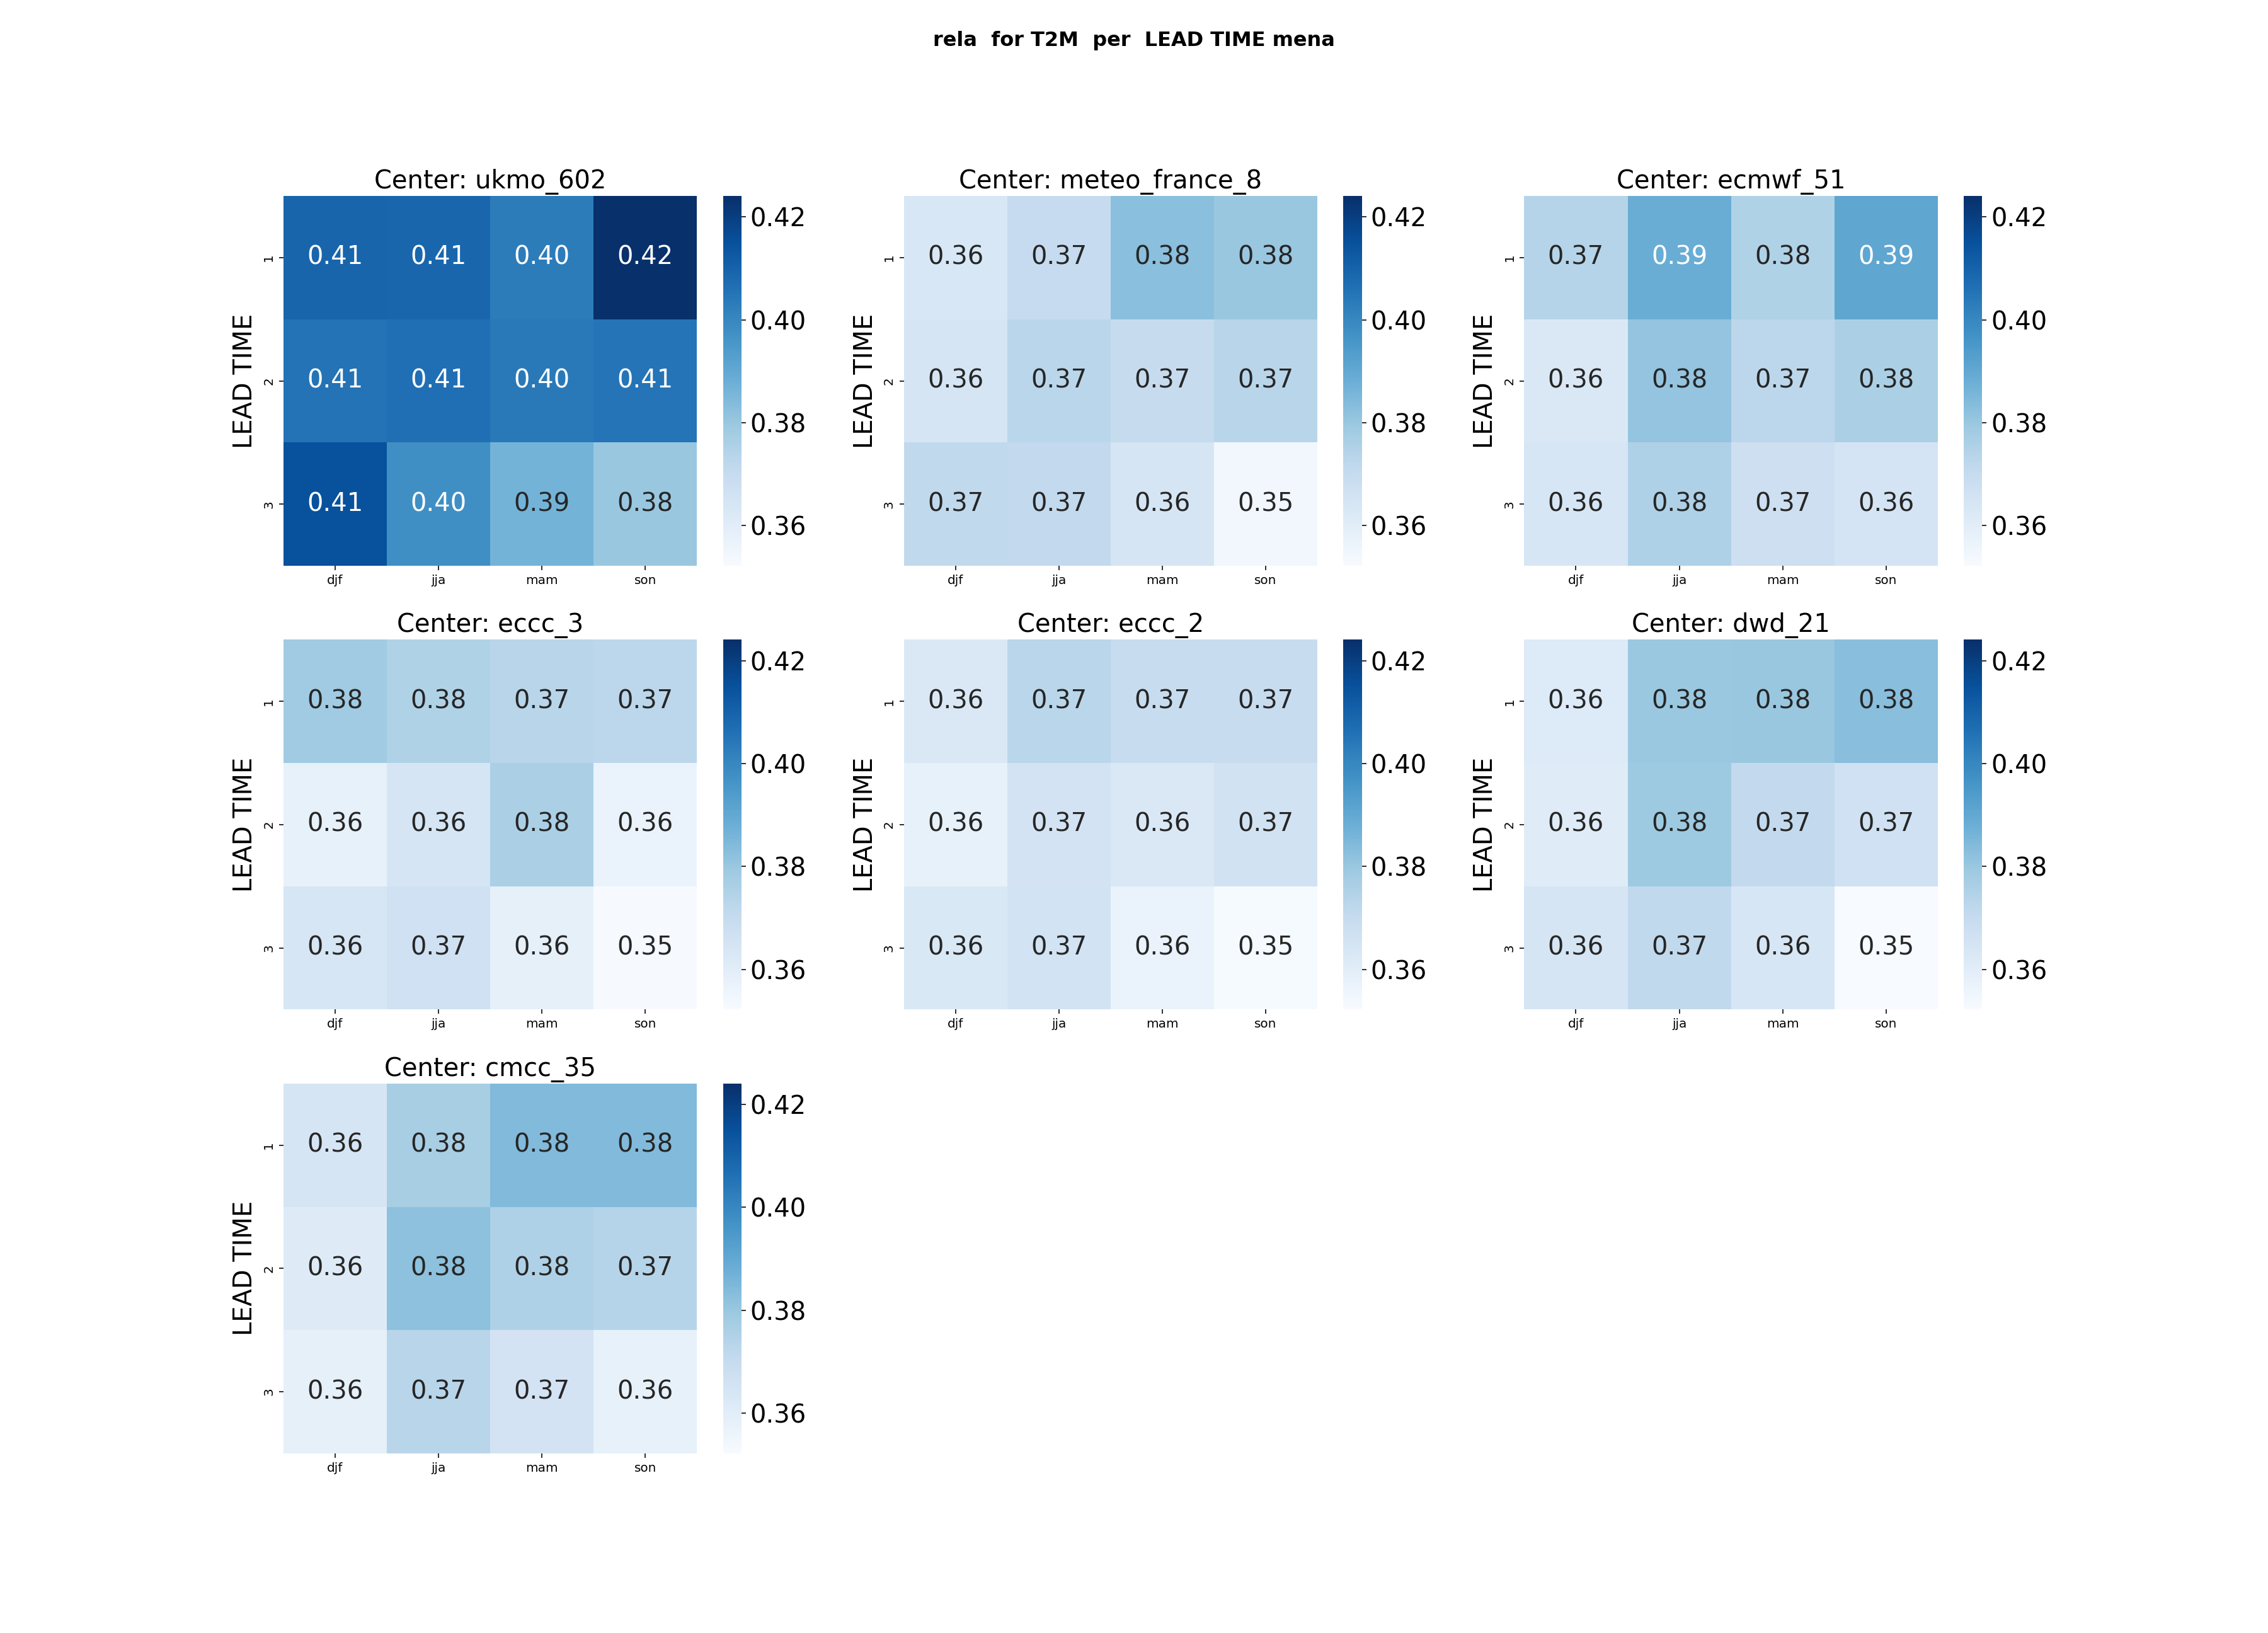 rela  for T2M  per  LEAD TIME mena
Center: ukmo_602
LEAD TIME
1
0.41 0.41 0.40 0.42
2
0.41 0.41 0.40 0.41
3
0.41 0.40 0.39 0.38
djf jja mam son
0.42
0.40
0.38
0.36
Center: meteo_france_8
LEAD TIME
1
0.36 0.37 0.38 0.38
2
0.36 0.37 0.37 0.37
3
0.37 0.37 0.36 0.35
djf jja mam son
0.42
0.40
0.38
0.36
Center: ecmwf_51
LEAD TIME
1
0.37 0.39 0.38 0.39
2
0.36 0.38 0.37 0.38
3
0.36 0.38 0.37 0.36
djf jja mam son
0.42
0.40
0.38
0.36
Center: eccc_3
LEAD TIME
1
0.38 0.38 0.37 0.37
2
0.36 0.36 0.38 0.36
3
0.36 0.37 0.36 0.35
djf jja mam son
0.42
0.40
0.38
0.36
Center: eccc_2
LEAD TIME
1
0.36 0.37 0.37 0.37
2
0.36 0.37 0.36 0.37
3
0.36 0.37 0.36 0.35
djf jja mam son
0.42
0.40
0.38
0.36
Center: dwd_21
LEAD TIME
1
0.36 0.38 0.38 0.38
2
0.36 0.38 0.37 0.37
3
0.36 0.37 0.36 0.35
djf jja mam son
0.42
0.40
0.38
0.36
Center: cmcc_35
LEAD TIME
1
0.36 0.38 0.38 0.38
2
0.36 0.38 0.38 0.37
3
0.36 0.37 0.37 0.36
djf jja mam son
0.42
0.40
0.38
0.36